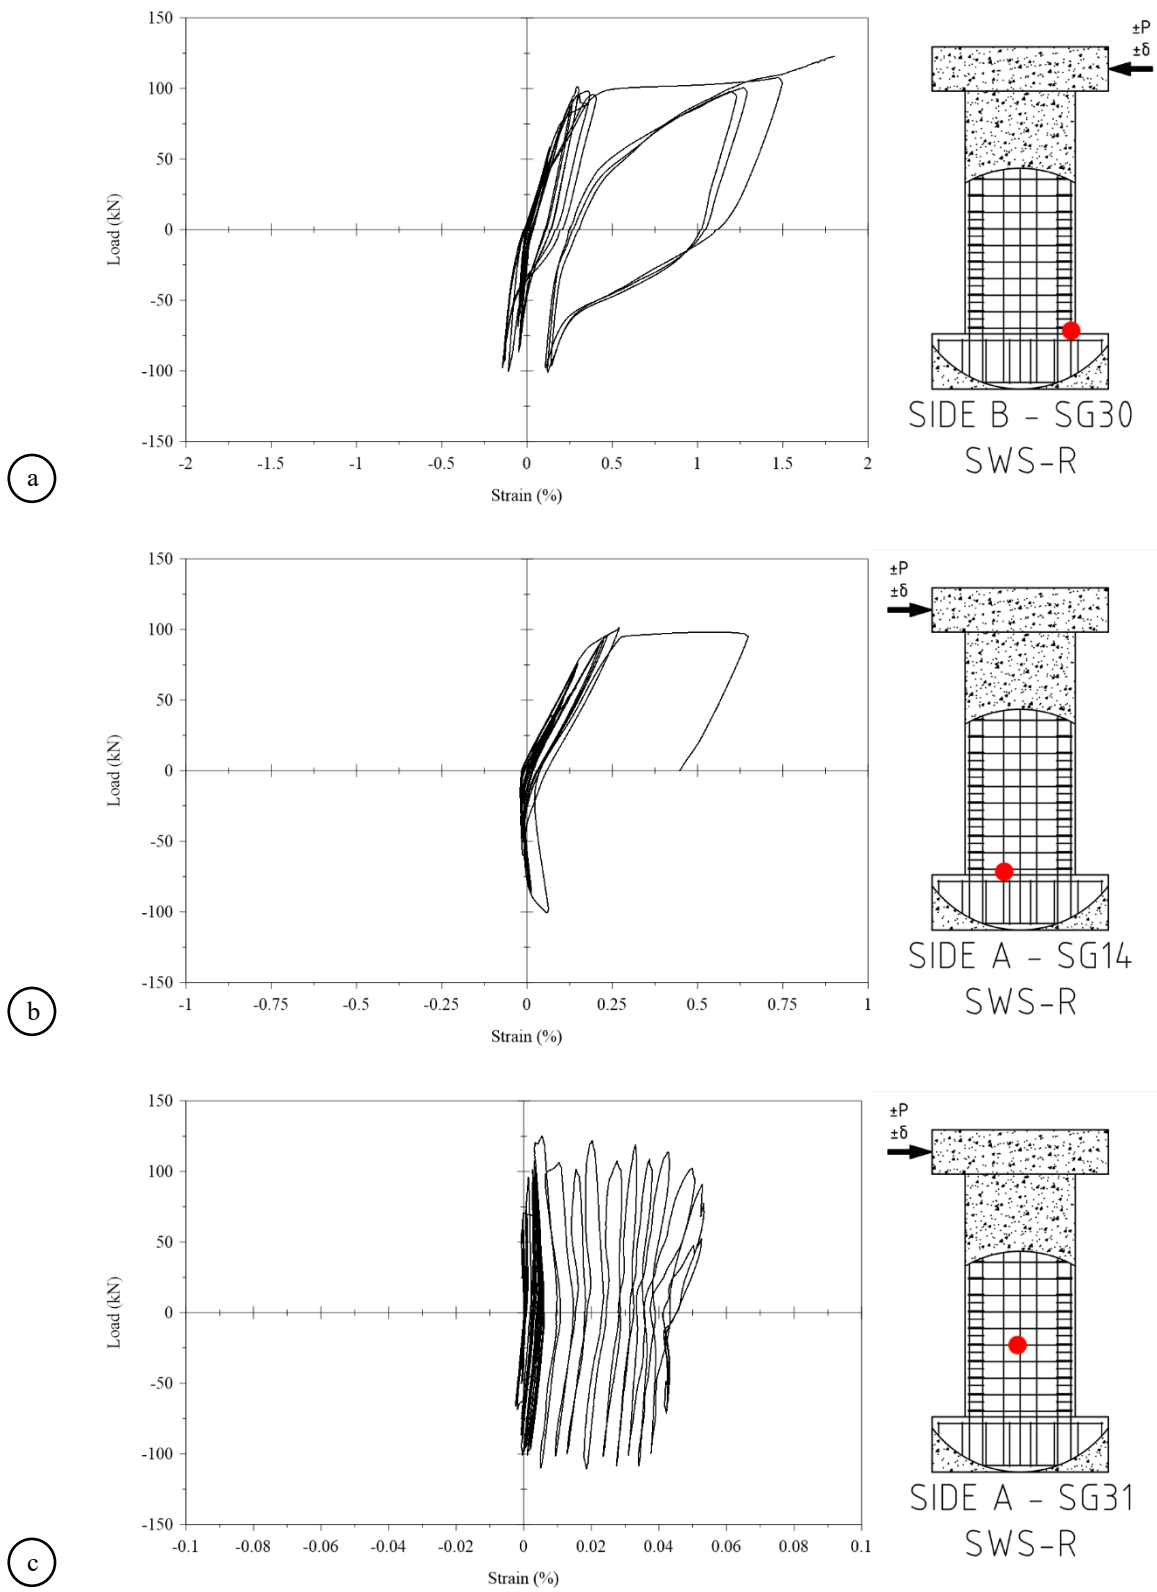 150
100
50
0
-50
-100
-150
Load (kN)
-2 -1.5 -1 -0.5 0 0.5 1 1.5 2
Strain (%)
±P
±δ
SIDE B - SG30
SWS-R
a
150
100
50
0
-50
-100
-150
Load (kN)
-1 -0.75 -0.5 -0.25 0 0.25 0.5 0.75 1
Strain (%)
±P
±δ
SIDE A - SG14
SWS-R
b
150
100
50
0
-50
-100
-150
Load (kN)
-0.1 -0.08 -0.06 -0.04 -0.02 0 0.02 0.04 0.06 0.08 0.1
Strain (%)
±P
±δ
SIDE A - SG31
SWS-R
c